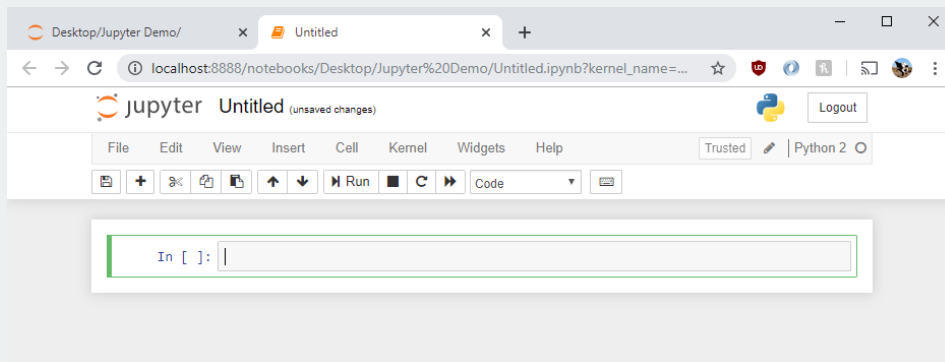 Desktop/Jupyter Demo/ Untitled
localhost:8888/notebooks/Desktop/Jupyter%20Demo/Untitled.ipynb?kernel_name=...
jupyter Untitled (unsaved changes) Logout
File Edit View Insert Cell Kernel Widgets Help Trusted Python 2
Run Code
In [ ]: